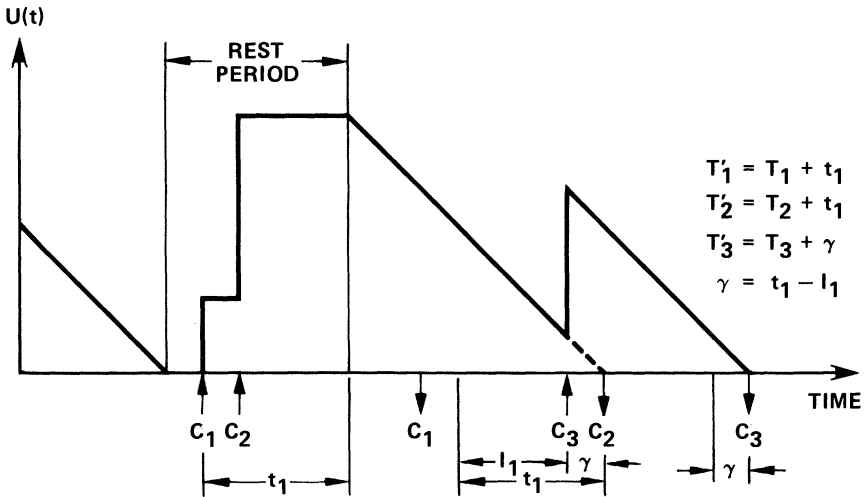 U(t)
REST
PERIOD
T'1 = T1 + t1
T'2 = T2 + t1
T'3 = T3 + γ
γ = t1 – I1
TIME
C1 C2 C1 C3 C2 C3
I1 γ γ
t1 t1